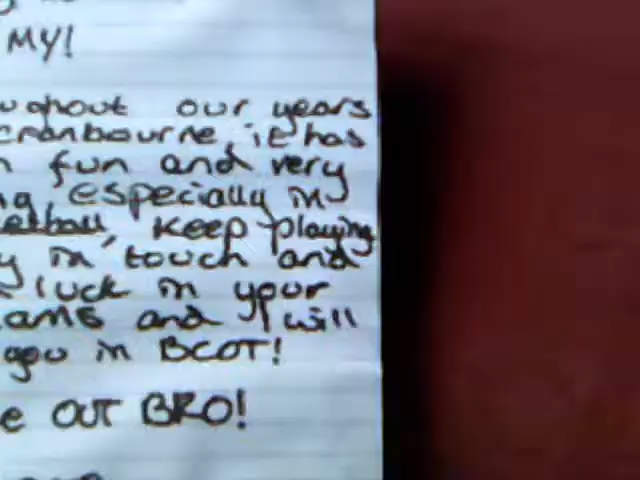 MY!
ughout our years
cranbourne, it has
n fun and very
ng, especially in
etball, keep playing
y in touch and
luck in your
ams and I will
you in BCOT!
e OUT BRO!